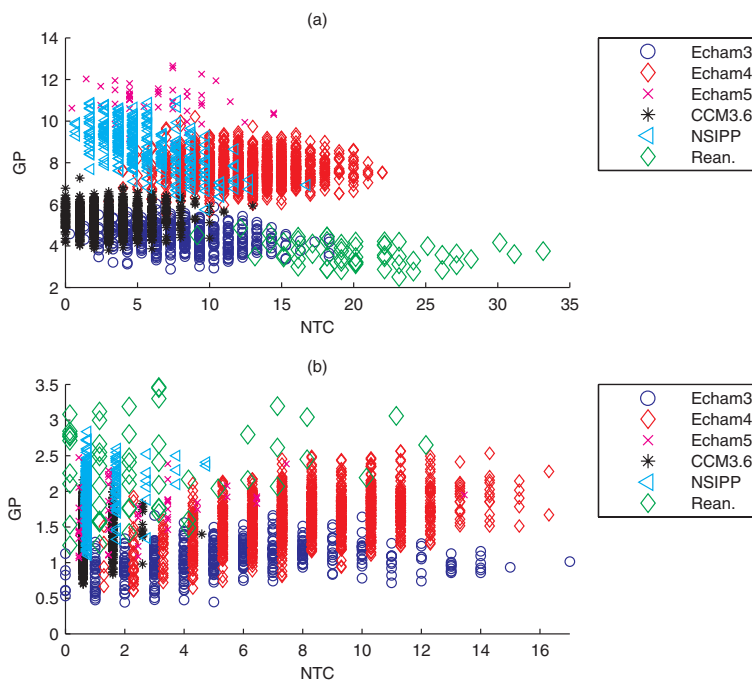 (a)
14
12
10
8
6
4
2
GP
0
5
10
15
20
25
30
35
NTC
Echam3
Echam4
Echam5
CCM3.6
NSIPP
Rean.
(b)
3.5
3
2.5
2
1.5
1
0.5
0
GP
0
2
4
6
8
10
12
14
16
NTC
Echam3
Echam4
Echam5
CCM3.6
NSIPP
Rean.